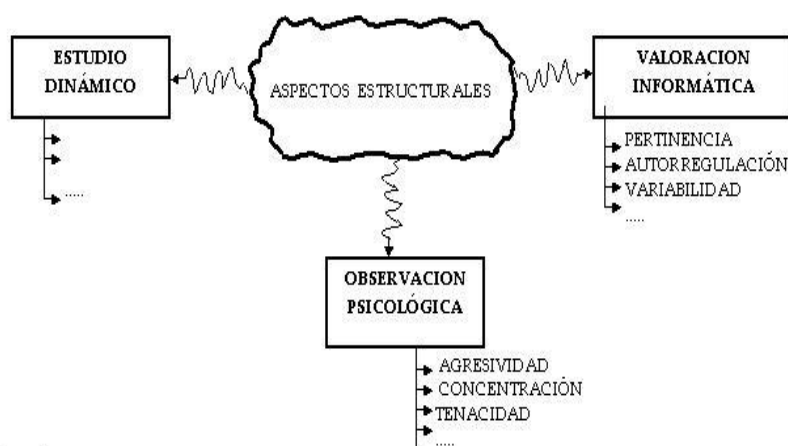 ESTUDIO
DINÁMICO
.....
ASPECTOS ESTRUCTURALES
VALORACION
INFORMÁTICA
PERTINENCIA
AUTORREGULACIÓN
VARIABILIDAD
.....
OBSERVACION
PSICOLÓGICA
AGRESIVIDAD
CONCENTRACIÓN
TENACIDAD
.....